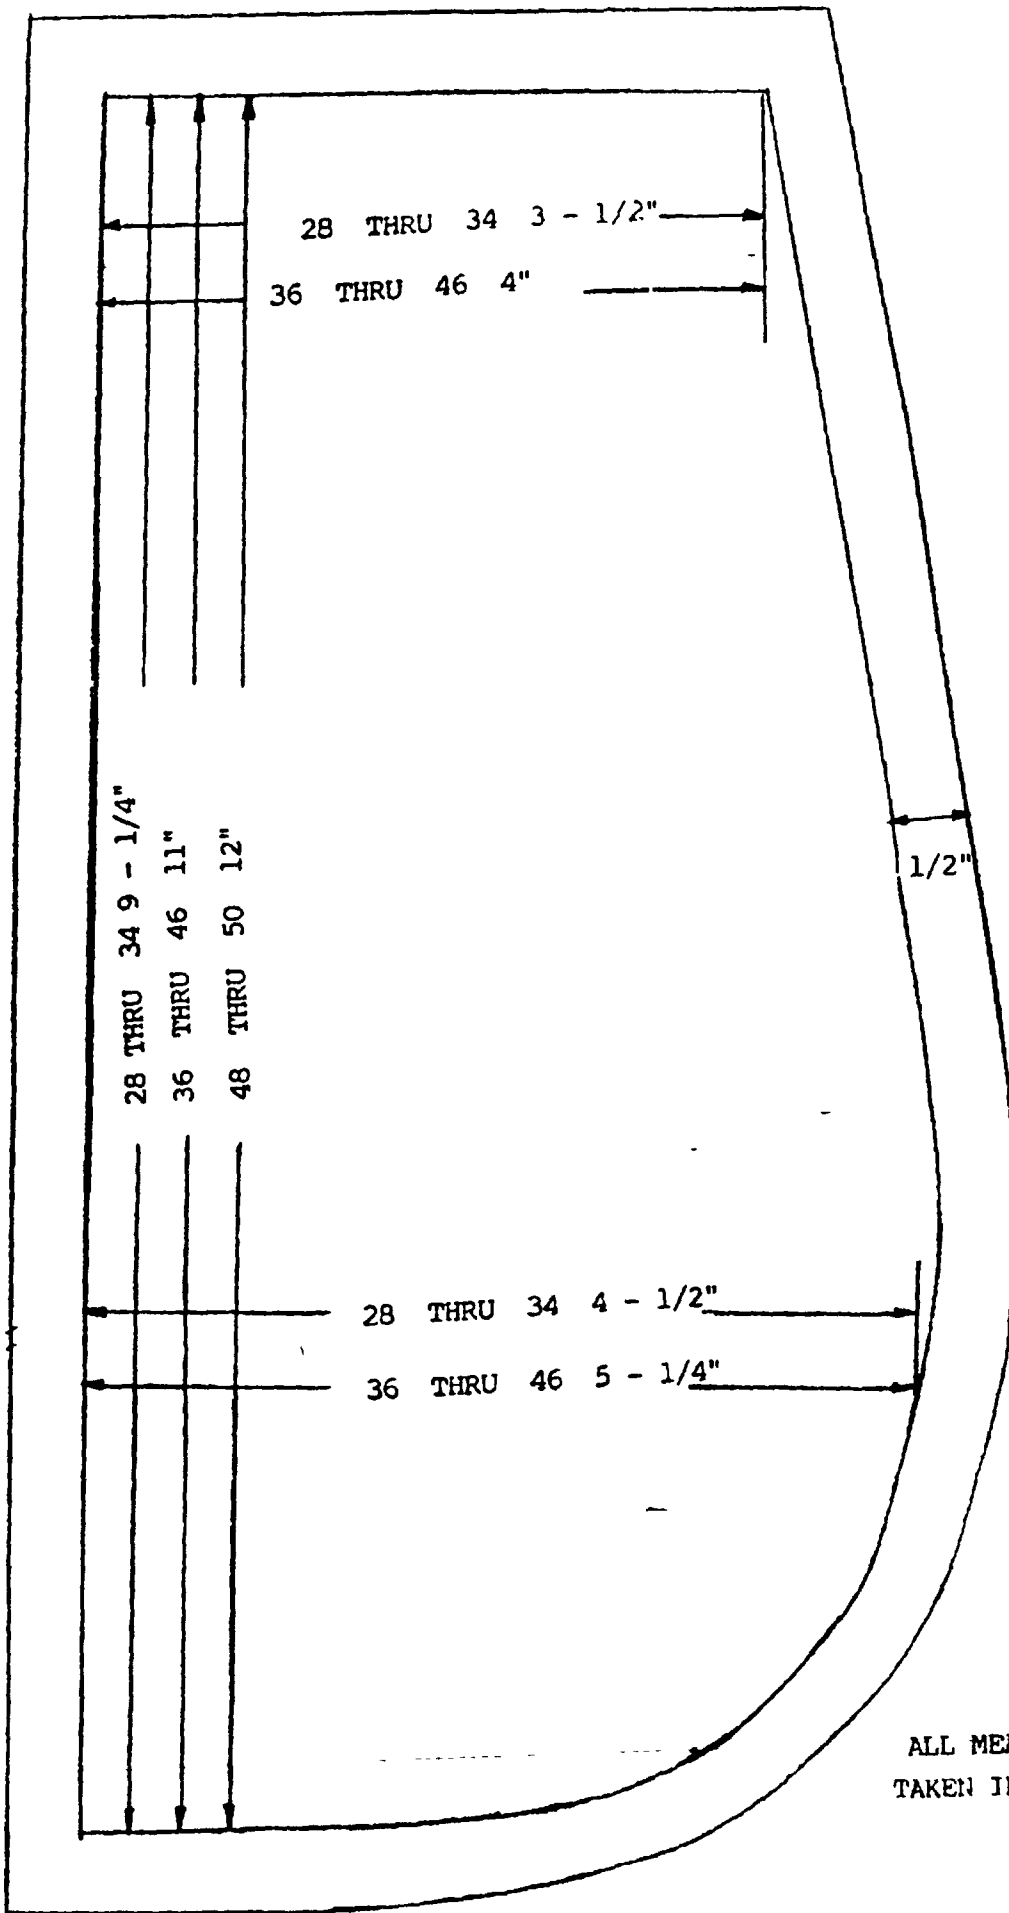 28 THRU 34 3 - 1/2"
36 THRU 46 4"
28 THRU 34 9 - 1/4"
36 THRU 46 11"
48 THRU 50 12"
1/2"
28 THRU 34 4 - 1/2"
36 THRU 46 5 - 1/4"
ALL
TAKEN